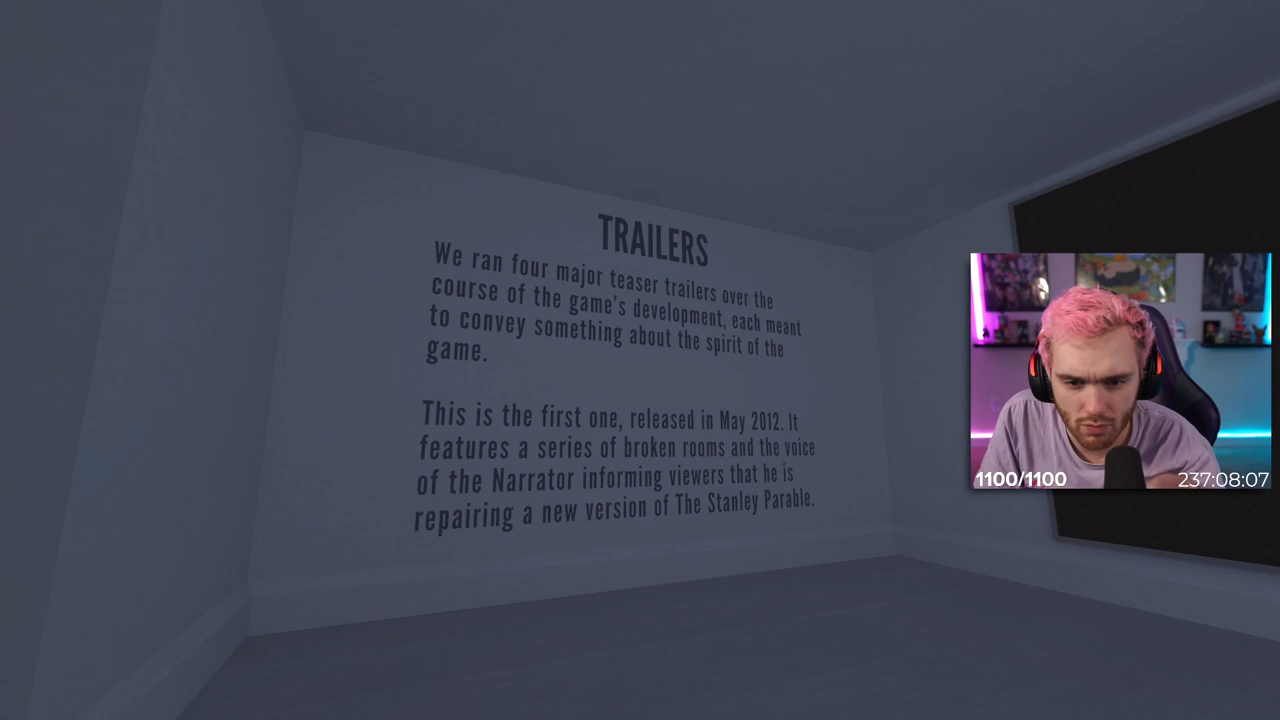 TRAILERS
We ran four major teaser trailers over the
course of the game's development, each meant
to convey something about the spirit of the
game.
This is the first one, released in May 2012. It
features a series of broken rooms and the voice
of the Narrator informing viewers that he is
repairing a new version of The Stanley Parable.
1100/1100
237:08:07